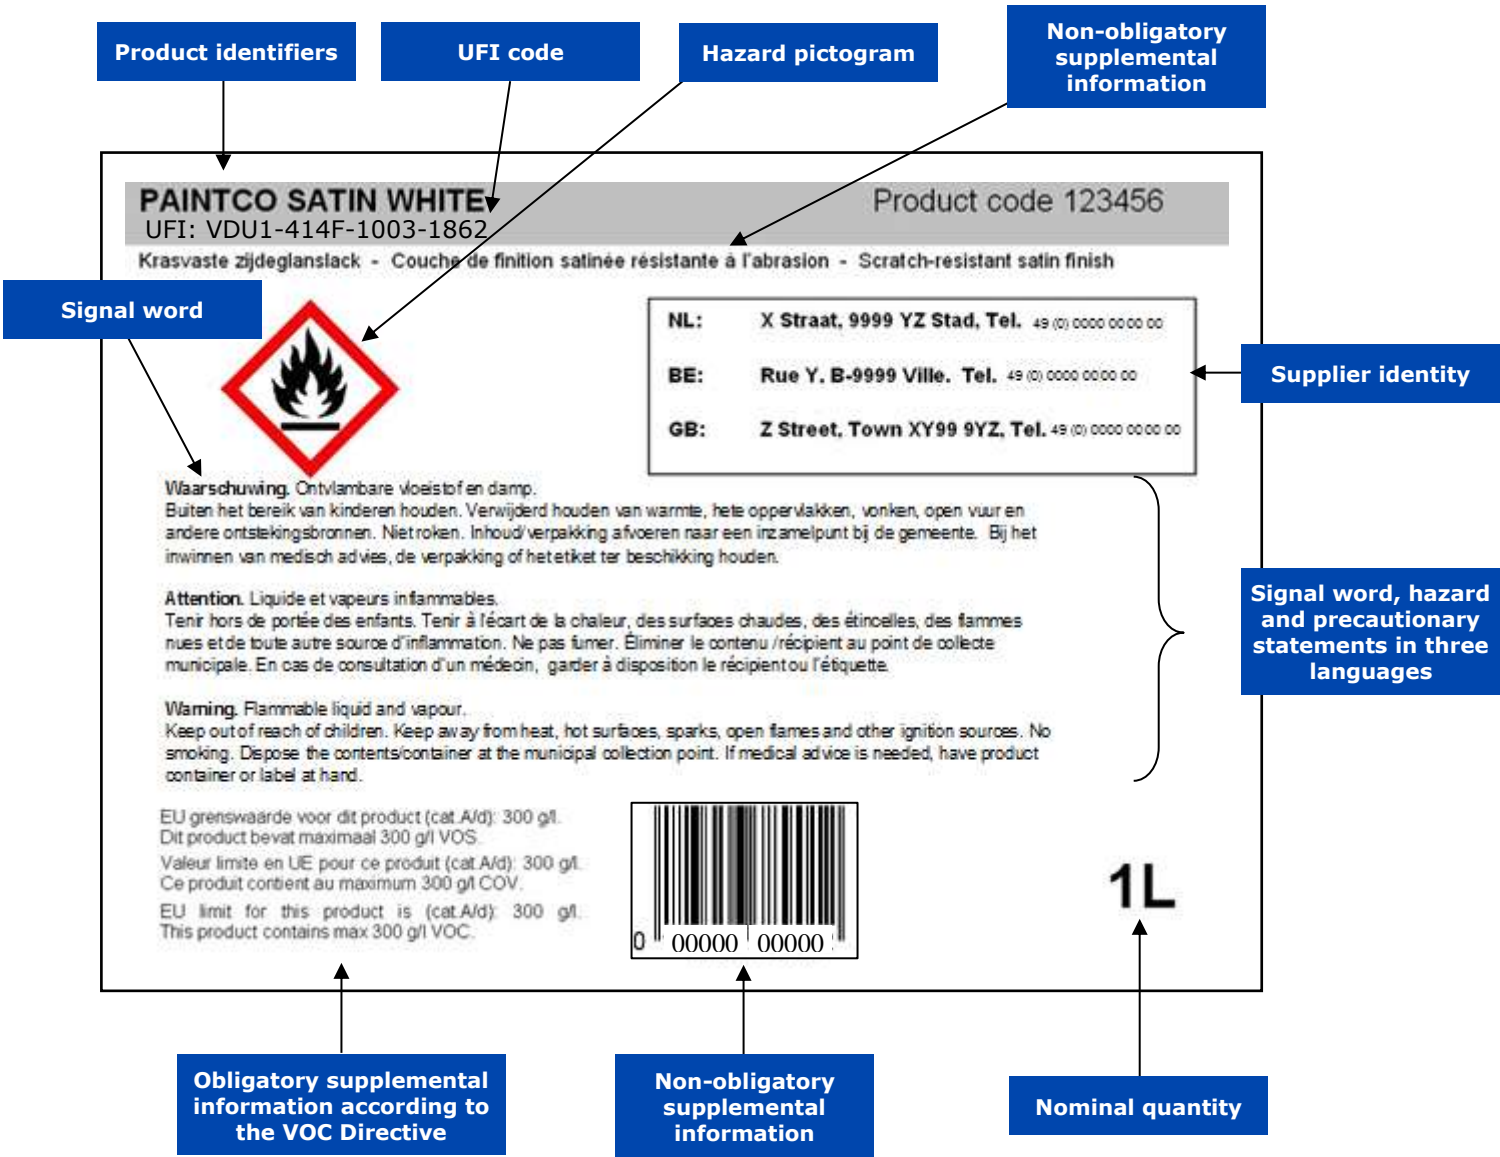 Product identifiers
UFI code
Hazard pictogram
Non-obligatory
supplemental
information
PAINTCO SATIN WHITE
Product code 123456
UFI: VDU1-414F-1003-1862
Krasvaste zijdeglanslack - Couche de finition satinée résistante à l'abrasion - Scratch-resistant satin finish
Signal word
NL: X Straat, 9999 YZ Stad, Tel. 49 (0) 0000 00 00 00
BE: Rue Y. B-9999 Ville. Tel. 49 (0) 0000 00 00 00
GB: Z Street, Town XY99 9YZ, Tel. 49 (0) 0000 00 00 00
Supplier identity
Waarschuwing. Ontvlambare vloeistof en damp.
Buiten het bereik van kinderen houden. Verwijderd houden van warmte, hete oppervlakken, vonken, open vuur en
andere ontstekingsbronnen. Niet roken. Inhoud/verpakking afvoeren naar een inzamelpunt bij de gemeente. Bij het
inwinnen van medisch advies, de verpakking of het etiket ter beschikking houden.
Attention. Liquide et vapeurs inflammables.
Tenir hors de portée des enfants. Tenir à l'écart de la chaleur, des surfaces chaudes, des étincelles, des flammes
nues et de toute autre source d'inflammation. Ne pas fumer. Éliminer le contenu /récipient au point de collecte
municipale. En cas de consultation d'un médecin, garder à disposition le récipient ou l'étiquette.
Warning. Flammable liquid and vapour.
Keep out of reach of children. Keep away from heat, hot surfaces, sparks, open flames and other ignition sources. No
smoking. Dispose the contents/container at the municipal collection point. If medical advice is needed, have product
container or label at hand.
Signal word, hazard
and precautionary
statements in three
languages
EU grenswaarde voor dit product (cat.A/d): 300 g/l.
Dit product bevat maximaal 300 g/l VOS.
Valeur limite en UE pour ce produit (cat.A/d): 300 g/l.
Ce produit contient au maximum 300 g/l COV.
EU limit for this product is (cat.A/d): 300 g/l.
This product contains max 300 g/l VOC.
0 00000 00000
1L
Obligatory supplemental
information according to
the VOC Directive
Non-obligatory
supplemental
information
Nominal quantity